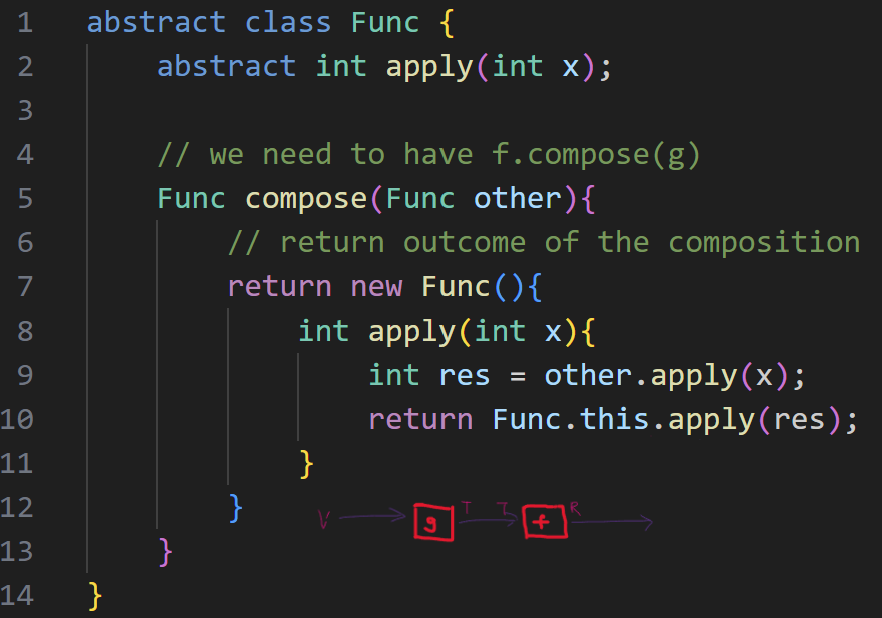 1 abstract class Func {
2 abstract int apply(int x);
3
4 // we need to have f.compose(g)
5 Func compose(Func other){
6 // return outcome of the composition
7 return new Func(){
8 int apply(int x){
9 int res = other.apply(x);
10 return Func.this.apply(res);
11 }
12 }
V g T T f R
13 }
14 }